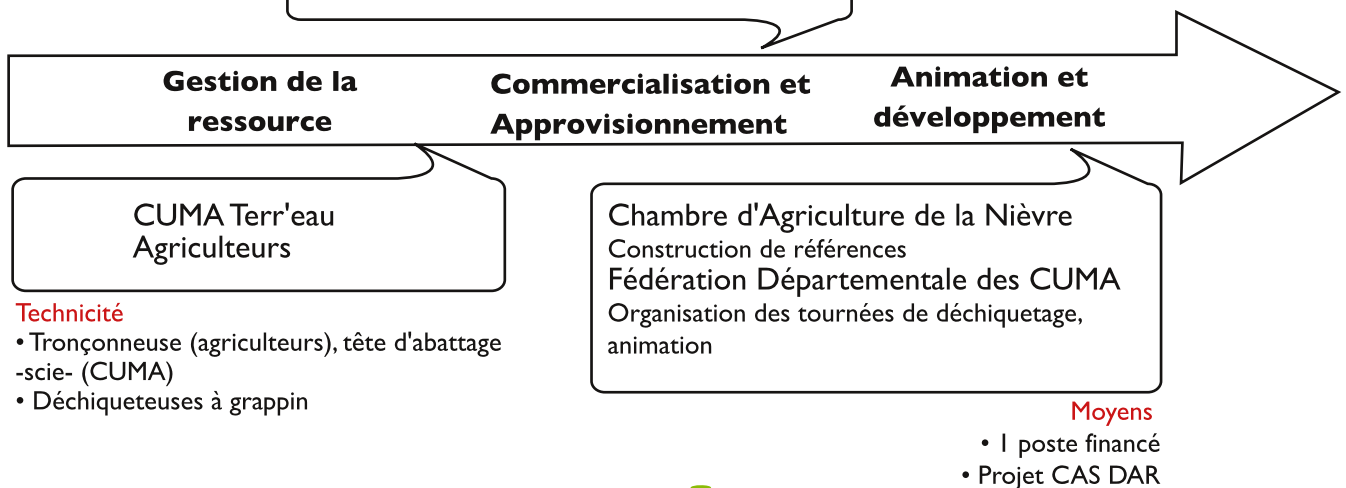 Gestion de la
ressource
Commercialisation et
Approvisionnement
Animation et
développement
CUMA Terr'eau
Agriculteurs
Technicité
• Tronçonneuse (agriculteurs), tête d'abattage
-scie- (CUMA)
• Déchiqueteuses à grappin
Chambre d'Agriculture de la Nièvre
Construction de références
Fédération Départementale des CUMA
Organisation des tournées de déchiquetage,
animation
Moyens
• 1 poste financé
• Projet CAS DAR